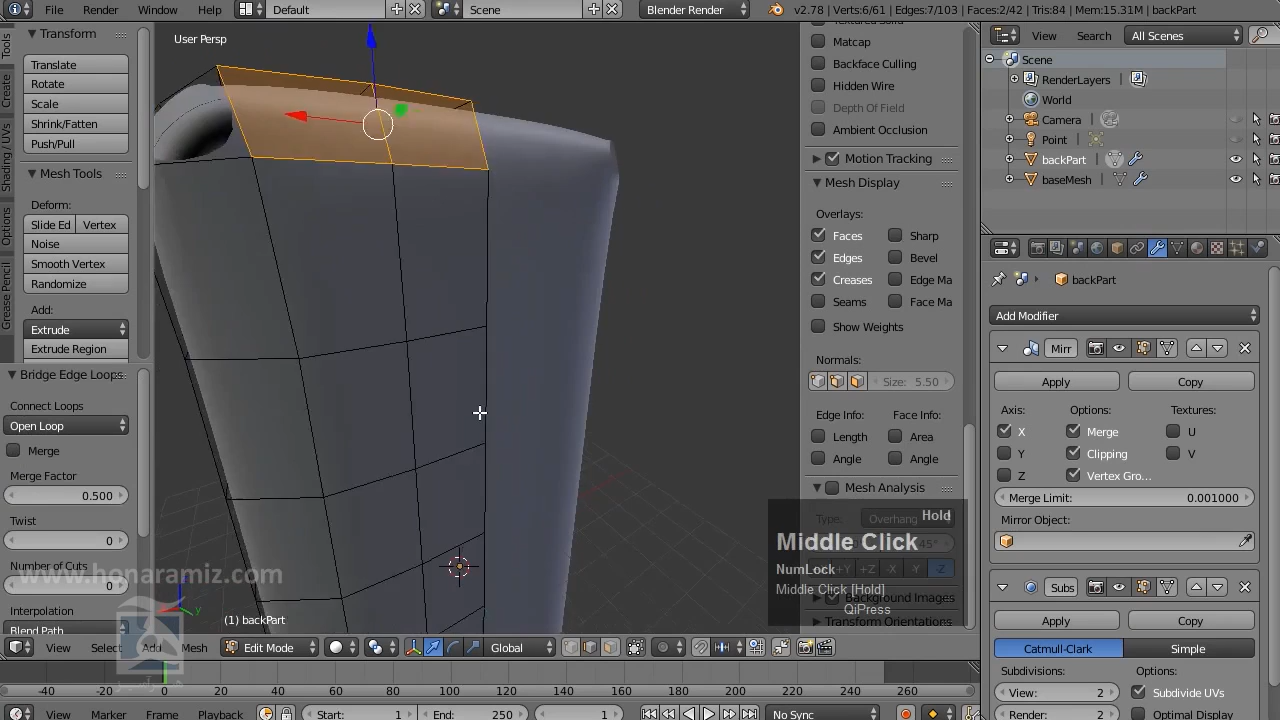 File Render Window Help Default Scene Blender Render v2.78 | Verts:6/61 | Edges:7/103 | Faces:2/42 | Tris:84 | Mem:15.31M | backPart
Tools
Create
Shading / UVs
Options
Grease Pencil
Transform
Translate
Rotate
Scale
Shrink/Fatten
Push/Pull
Mesh Tools
Deform:
Slide Ed Vertex
Noise
Smooth Vertex
Randomize
Add:
Extrude
Extrude Region
Bridge Edge Loops
Connect Loops
Open Loop
Merge
Merge Factor
0.500
Twist
0
Number of Cuts
0
Interpolation
Blend Path
User Persp
(1) backPart
www.honaramiz.com
Matcap
Backface Culling
Hidden Wire
Depth Of Field
Ambient Occlusion
Motion Tracking
Mesh Display
Overlays:
Faces Sharp
Edges Bevel
Creases Edge Ma
Seams Face Ma
Show Weights
Normals:
Size: 5.50
Edge Info: Face Info:
Length Area
Angle Angle
Mesh Analysis
Type: Overhang
Hold
Middle Click
NumLock
Middle Click [Hold]
QiPress
Background Images
Transform Orientations
View Search All Scenes
Scene
RenderLayers
World
Camera
Point
backPart
baseMesh
backPart
Add Modifier
Mirr
Apply Copy
Axis: Options: Textures:
X Merge U
Y Clipping V
Z Vertex Gro...
Merge Limit: 0.001000
Mirror Object:
Subs
Apply Copy
Catmull-Clark Simple
Subdivisions: Options:
View: 2 Subdivide UVs
Render: 2 Optimal Display
View Select Add Mesh Edit Mode Global
-40 -20 0 20 40 60 80 100 120 140 160 180 200 220 240 260
View Marker Frame Playback Start: 1 End: 250 1 No Sync